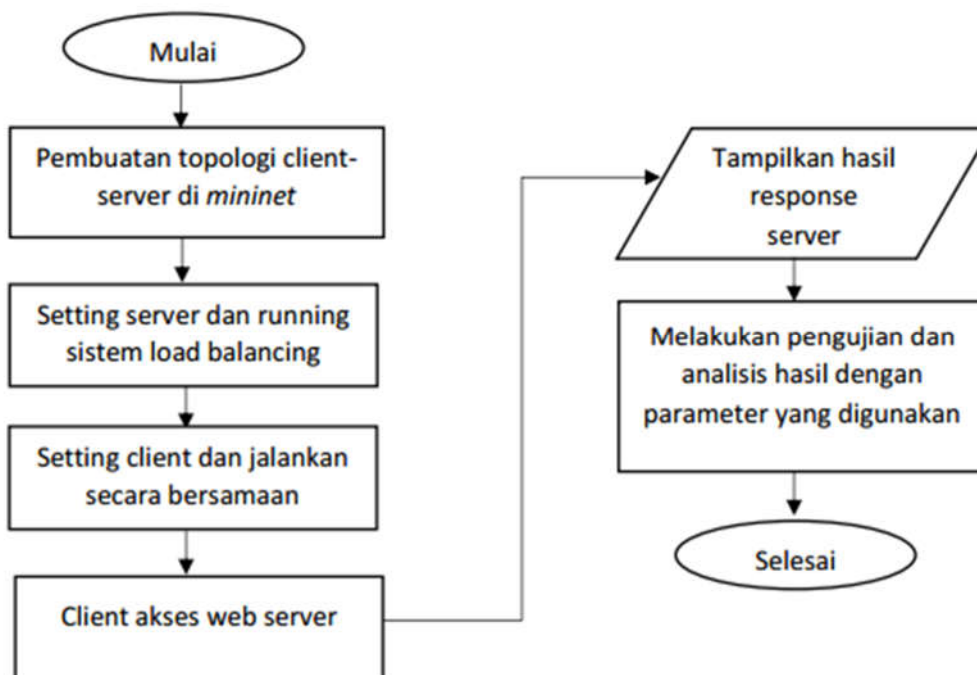 Mulai
Pembuatan topologi client-
server di mininet
Setting server dan running
sistem load balancing
Setting client dan jalankan
secara bersamaan
Client akses web server
Tampilkan hasil
response
server
Melakukan pengujian dan
analisis hasil dengan
parameter yang digunakan
Selesai